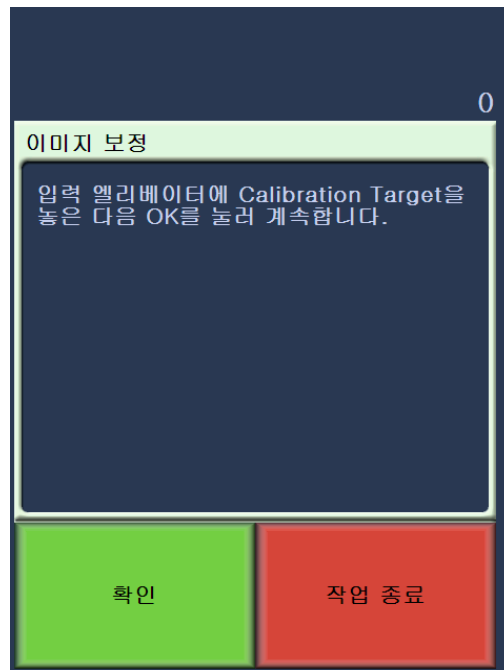 0
이미지 보정
입력 엘리베이터에 Calibration Target을
놓은 다음 OK를 눌러 계속합니다.
확인
작업 종료